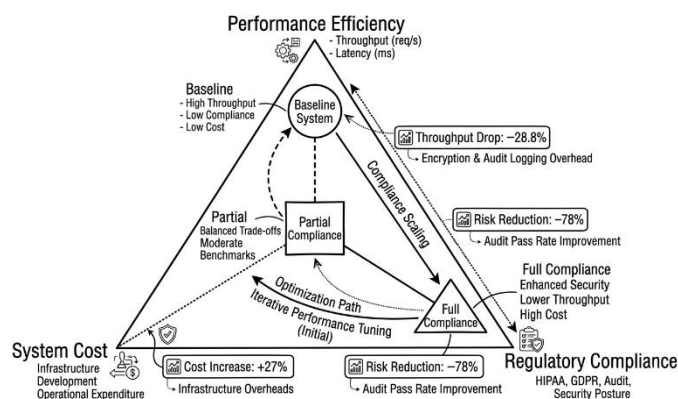 Performance Efficiency
- Throughput (req/s)
- Latency (ms)
Baseline
- High Throughput
- Low Compliance
- Low Cost
Baseline
System
Throughput Drop: −28.8%
Encryption & Audit Logging Overhead
Compliance Scaling
Risk Reduction: −78%
Audit Pass Rate Improvement
Partial
Balanced Trade-offs
Moderate
Benchmarks
Partial
Compliance
Full Compliance
Enhanced Security
Lower Throughput
High Cost
Optimization Path
Iterative Performance Tuning
(Initial)
Full
Compliance
System Cost
Infrastructure
Development
Operational Expenditure
Cost Increase: +27%
Infrastructure Overheads
Risk Reduction: −78%
Audit Pass Rate Improvement
Regulatory Compliance
HIPAA, GDPR, Audit,
Security Posture